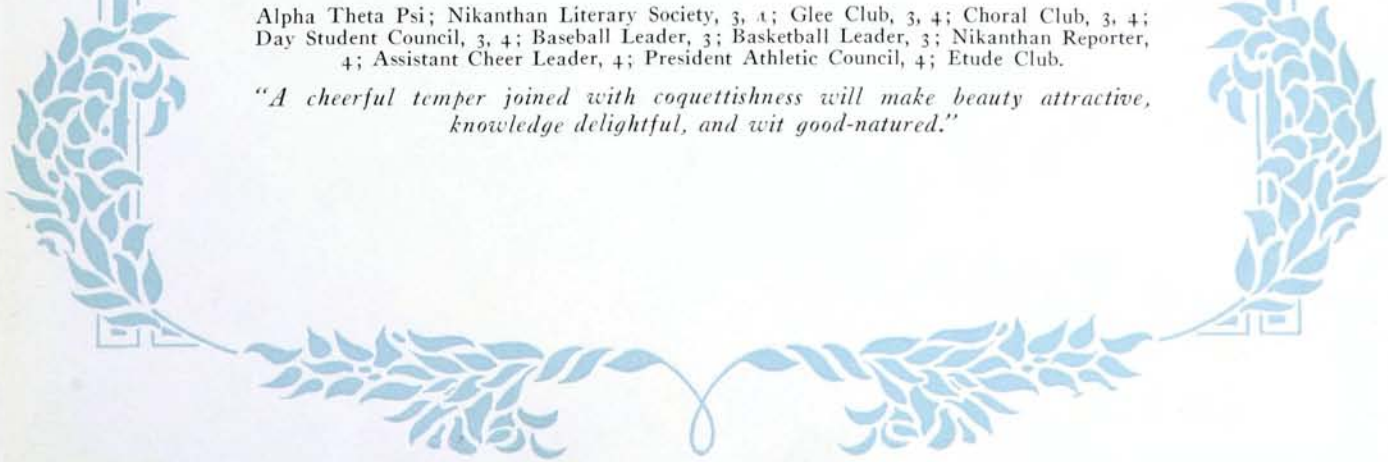 Alpha Theta Psi; Nikanthan Literary Society, 3, 4; Glee Club, 3, 4; Choral Club, 3, 4;
Day Student Council, 3, 4; Baseball Leader, 3; Basketball Leader, 3; Nikanthan Reporter,
4; Assistant Cheer Leader, 4; President Athletic Council, 4; Etude Club.
"A cheerful temper joined with coquettishness will make beauty attractive,
knowledge delightful, and wit good-natured."